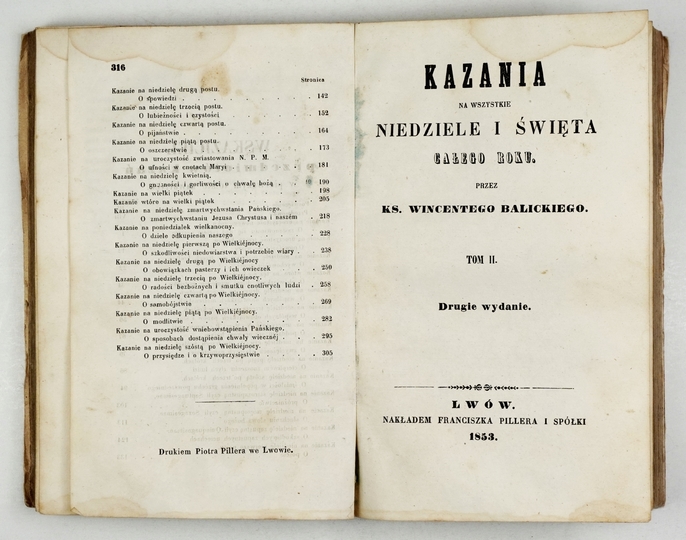 316
Stronica
Kazanie na niedzielę drugą postu.
O spowiedzi . . . . . . . . 142
Kazanie na niedzielę trzecią postu.
O lubieżności i czystości . . . . . 152
Kazanie na niedzielę czwartą postu.
O pijaństwie . . . . . . . . 164
Kazanie na niedzielę piątą postu.
O oszczerstwie . . . . . . . 173
Kazanie na uroczystość zwiastowania N. P. M.
O ufności w cnotach Maryi . . . . . 181
Kazanie na niedzielę kwietnią.
O gnuśności i gorliwości o chwałę bożą . . . 190
Kazanie na wielki piątek . . . . . . 198
Kazanie wtóre na wielki piątek . . . . . 205
Kazanie na niedzielę zmartwychwstania Pańskiego.
O zmartwychwstaniu Jezusa Chrystusa i naszém . 218
Kazanie na poniedziałek wielkanocny.
O dziele odkupienia naszego . . . . . 228
Kazanie na niedzielę pierwszą po Wielkiéjnocy.
O szkodliwości niedowiarstwa i potrzebie wiary . 238
Kazanie na niedzielę drugą po Wielkiéjnocy
O obowiązkach pasterzy i ich owieczek . . . 250
Kazanie na niedzielę trzecią po Wielkiéjnocy.
O radości bezbożnych i smutku cnotliwych ludzi . 258
Kazanie na niedzielę czwartą po Wielkiéjnocy.
O samobójstwie . . . . . . . 269
Kazanie na niedzielę piątą po Wielkiéjnocy.
O modlitwie . . . . . . . . 282
Kazanie na uroczystość wniebowstąpienia Pańskiego.
O sposobach dostąpienia chwały wiecznéj . . . 295
Kazanie na niedzielę szóstą po Wielkiéjnocy.
O przysiędze i o krzywoprzysięstwie . . . . 305
Drukiem Piotra Pillera we Lwowie.
KAZANIA
NA WSZYSTKIE
NIEDZIELE I ŚWIĘTA
CAŁEGO ROKU.
PRZEZ
KS. WINCENTEGO BALICKIEGO.
TOM II.
Drugie wydanie.
LWÓW.
NAKŁADEM FRANCISZKA PILLERA I SPÓŁKI
1853.